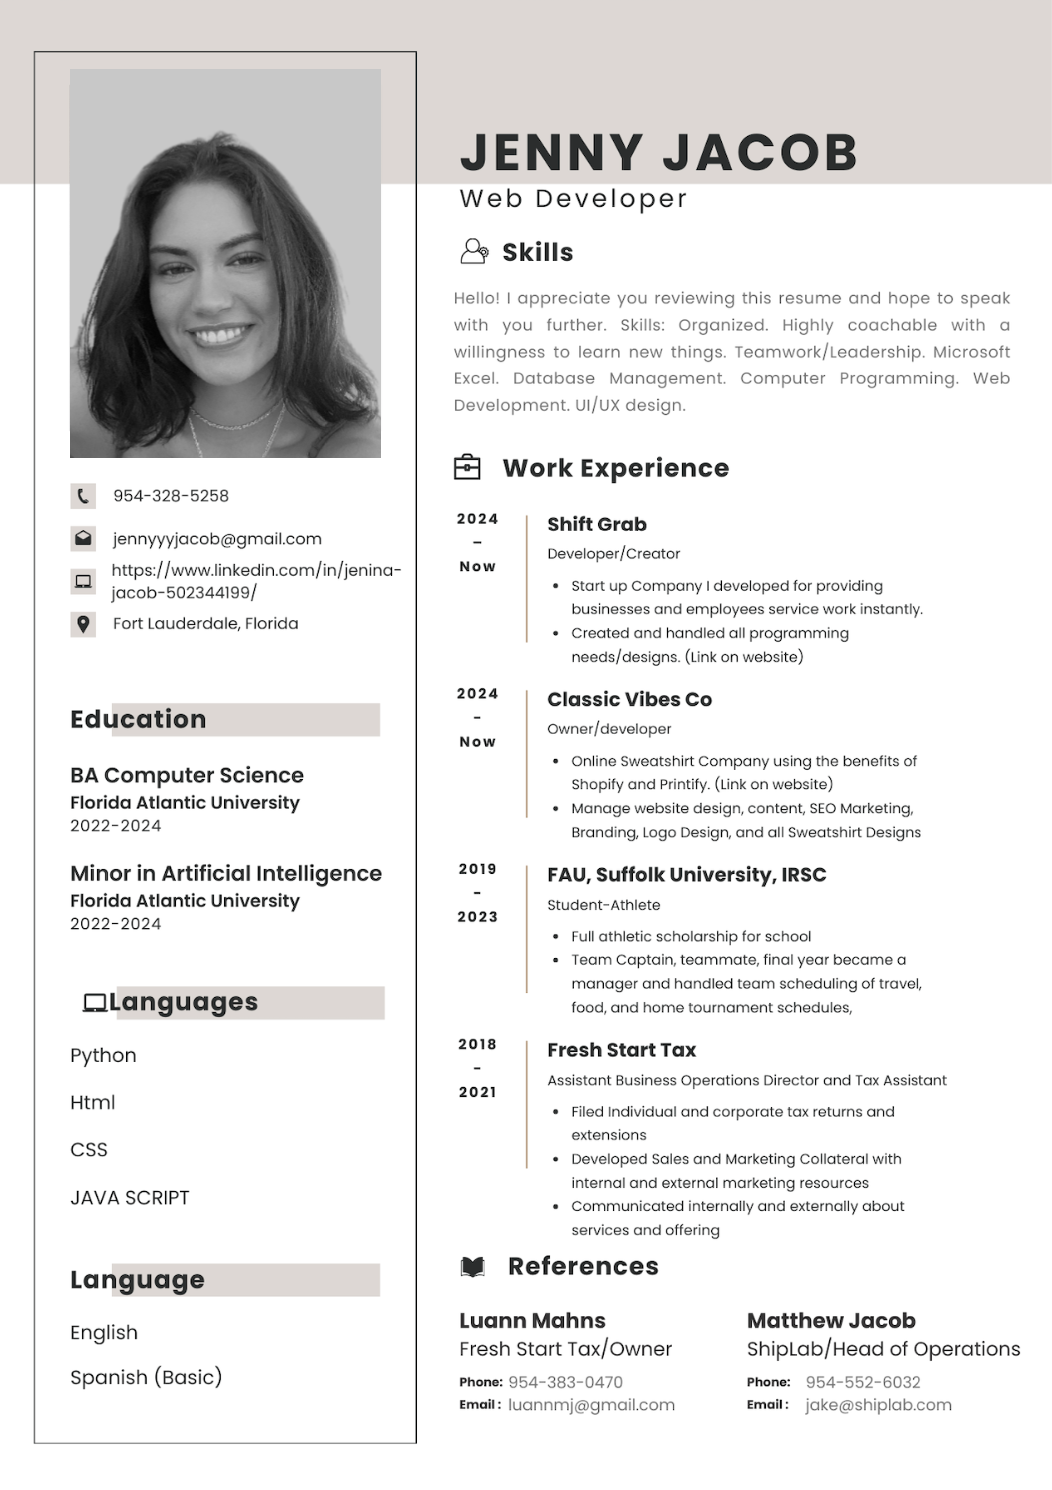 JENNY JACOB
Web Developer
954-328-5258
jennyyyjacob@gmail.com
https://www.linkedin.com/in/jenina-
jacob-502344199/
Fort Lauderdale, Florida
Education
BA Computer Science
Florida Atlantic University
2022-2024
Minor in Artificial Intelligence
Florida Atlantic University
2022-2024
Languages
Python
Html
CSS
JAVA SCRIPT
Language
English
Spanish (Basic)
Skills
Hello! I appreciate you reviewing this resume and hope to speak
with you further. Skills: Organized. Highly coachable with a
willingness to learn new things. Teamwork/Leadership. Microsoft
Excel. Database Management. Computer Programming. Web
Development. UI/UX design.
Work Experience
2024
-
Now
Shift Grab
Developer/Creator
• Start up Company I developed for providing
businesses and employees service work instantly.
• Created and handled all programming
needs/designs. (Link on website)
2024
-
Now
Classic Vibes Co
Owner/developer
• Online Sweatshirt Company using the benefits of
Shopify and Printify. (Link on website)
• Manage website design, content, SEO Marketing,
Branding, Logo Design, and all Sweatshirt Designs
2019
-
2023
FAU, Suffolk University, IRSC
Student-Athlete
• Full athletic scholarship for school
• Team Captain, teammate, final year became a
manager and handled team scheduling of travel,
food, and home tournament schedules,
2018
-
2021
Fresh Start Tax
Assistant Business Operations Director and Tax Assistant
• Filed Individual and corporate tax returns and
extensions
• Developed Sales and Marketing Collateral with
internal and external marketing resources
• Communicated internally and externally about
services and offering
References
Luann Mahns
Fresh Start Tax/Owner
Phone: 954-383-0470
Email : luannmj@gmail.com
Matthew Jacob
ShipLab/Head of Operations
Phone: 954-552-6032
Email : jake@shiplab.com